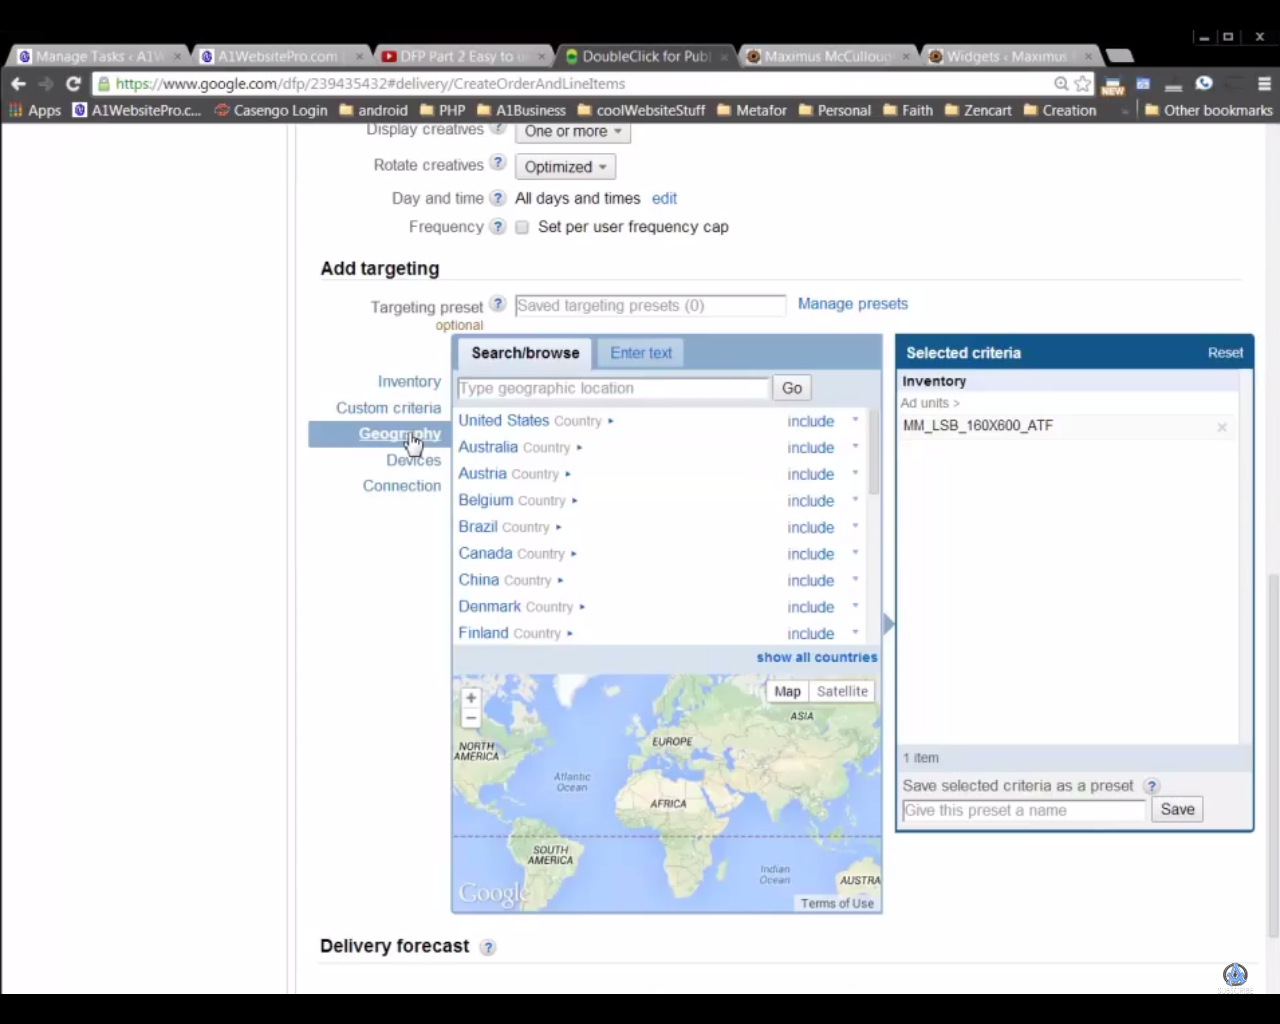 Manage Tasks ‹ A1W
A1WebsitePro.com
DFP Part 2 Easy to u
DoubleClick for Publ
Maximus McCulloug
Widgets ‹ Maximus
https://www.google.com/dfp/239435432#delivery/CreateOrderAndLineItems
NEW
Apps A1WebsitePro.c... Casengo Login android PHP A1Business coolWebsiteStuff Metafor Personal Faith Zencart Creation » Other bookmarks
Display creatives ? One or more
Rotate creatives ? Optimized
Day and time ? All days and times edit
Frequency ? Set per user frequency cap
Add targeting
Targeting preset ? Saved targeting presets (0) Manage presets
optional
Inventory
Custom criteria
Geography
Devices
Connection
Search/browse Enter text
Type geographic location Go
United States Country include
Australia Country include
Austria Country include
Belgium Country include
Brazil Country include
Canada Country include
China Country include
Denmark Country include
Finland Country include
show all countries
+
−
Map Satellite
ASIA
EUROPE
NORTH
AMERICA
Atlantic
Ocean
AFRICA
SOUTH
AMERICA
Indian
Ocean
AUSTRA
Google
Terms of Use
Selected criteria Reset
Inventory
Ad units >
MM_LSB_160X600_ATF
1 item
Save selected criteria as a preset ?
Give this preset a name Save
Delivery forecast ?